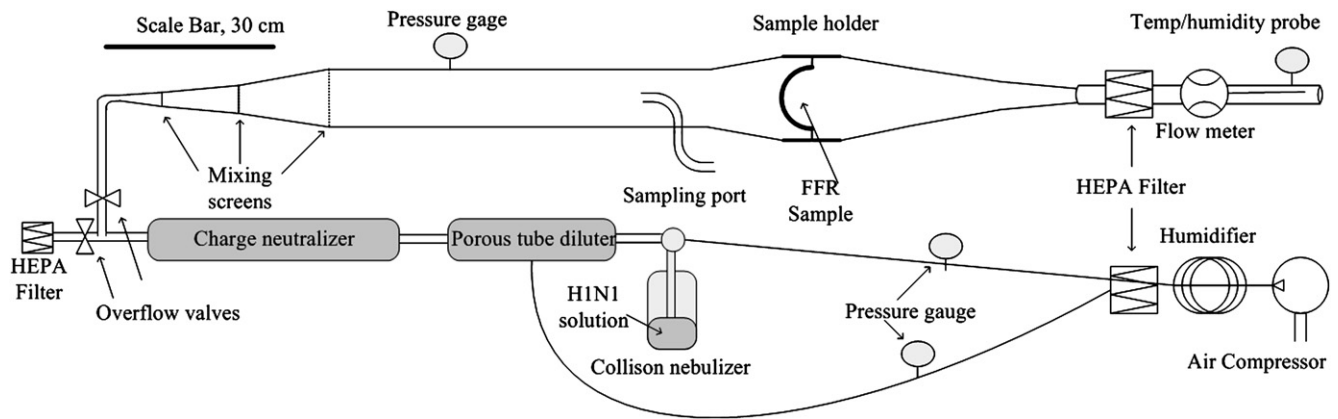 Scale Bar, 30 cm
Pressure gage
Sample holder
Temp/humidity probe
Flow meter
Mixing
screens
Sampling port
FFR
Sample
HEPA Filter
Charge neutralizer
Porous tube diluter
Humidifier
HEPA
Filter
Overflow valves
H1N1
solution
Pressure gauge
Collison nebulizer
Air Compressor